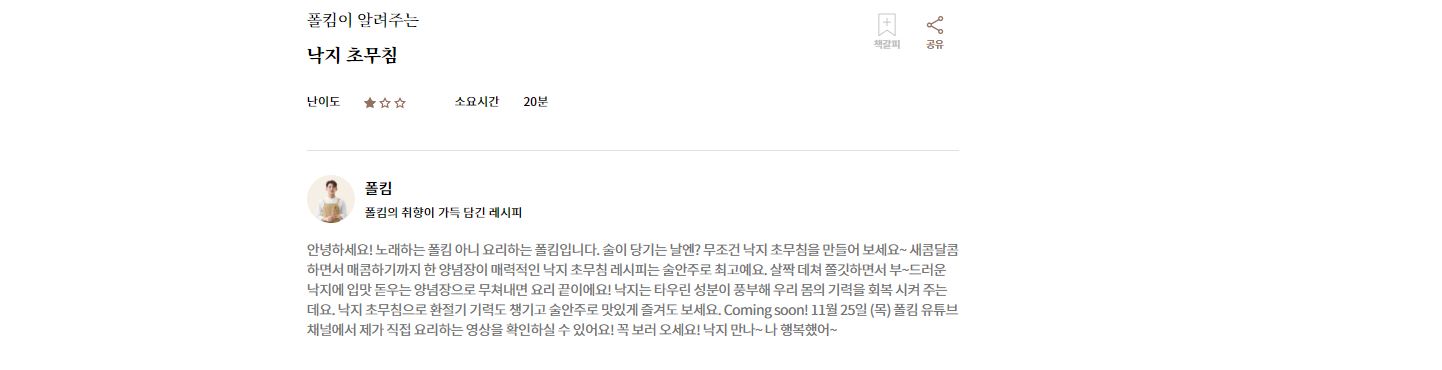 폴킴이 알려주는
낙지 초무침
책갈피
공유
난이도 소요시간 20분
폴킴
폴킴의 취향이 가득 담긴 레시피
안녕하세요! 노래하는 폴킴 아니 요리하는 폴킴입니다. 술이 당기는 날엔? 무조건 낙지 초무침을 만들어 보세요~ 새콤달콤
하면서 매콤하기까지 한 양념장이 매력적인 낙지 초무침 레시피는 술안주로 최고예요. 살짝 데쳐 쫄깃하면서 부~드러운
낙지에 입맛 돋우는 양념장으로 무쳐내면 요리 끝이에요! 낙지는 타우린 성분이 풍부해 우리 몸의 기력을 회복 시켜 주는
데요. 낙지 초무침으로 환절기 기력도 챙기고 술안주로 맛있게 즐겨도 보세요. Coming soon! 11월 25일 (목) 폴킴 유튜브
채널에서 제가 직접 요리하는 영상을 확인하실 수 있어요! 꼭 보러 오세요! 낙지 만나~ 나 행복했어~